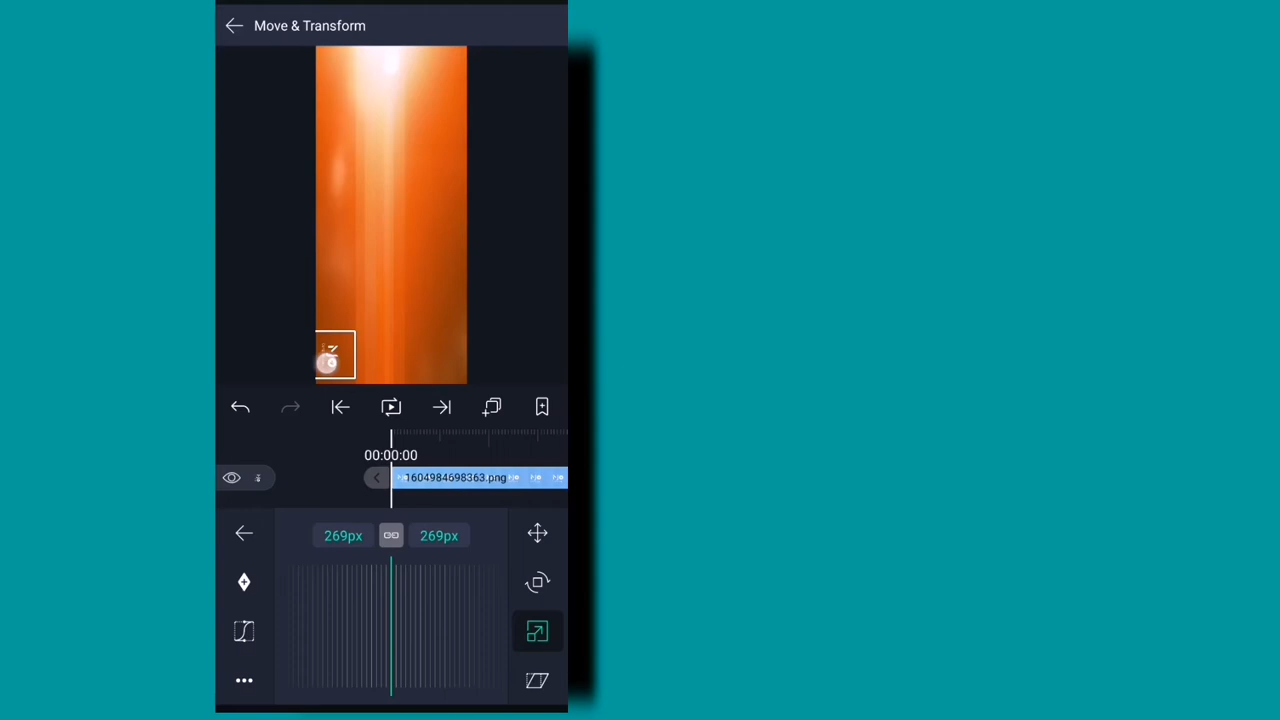 Move & Transform
00:00:00
1604984698363.png
269px
269px